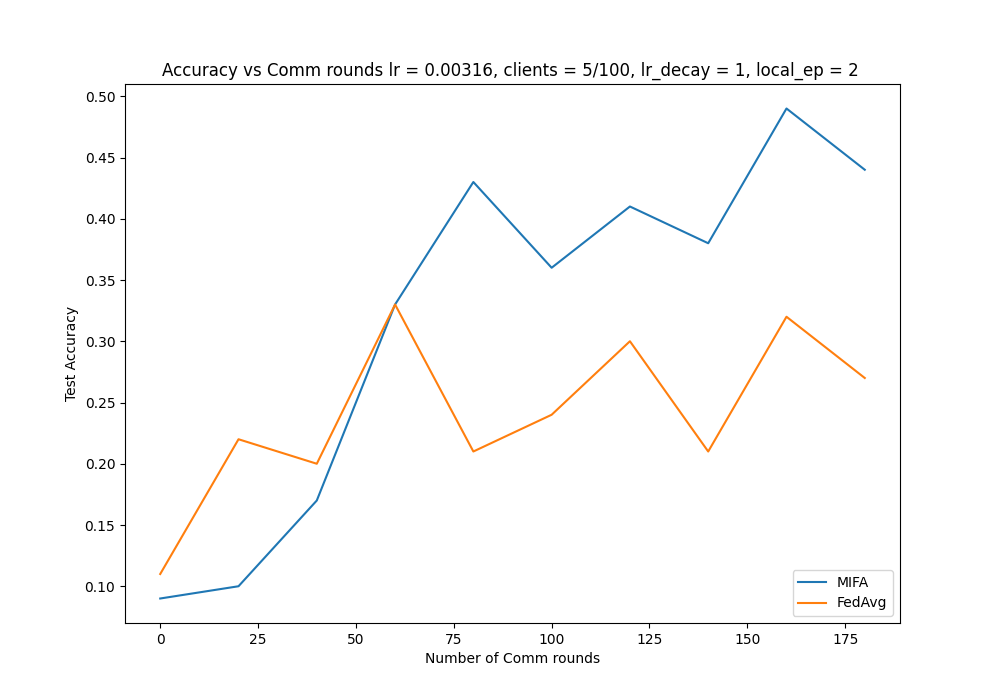 Accuracy vs Comm rounds lr = 0.00316, clients = 5/100, lr_decay = 1, local_ep = 2
0.50
0.45
0.40
0.35
0.30
0.25
0.20
0.15
0.10
Test Accuracy
MIFA
FedAvg
0 25 50 75 100 125 150 175
Number of Comm rounds